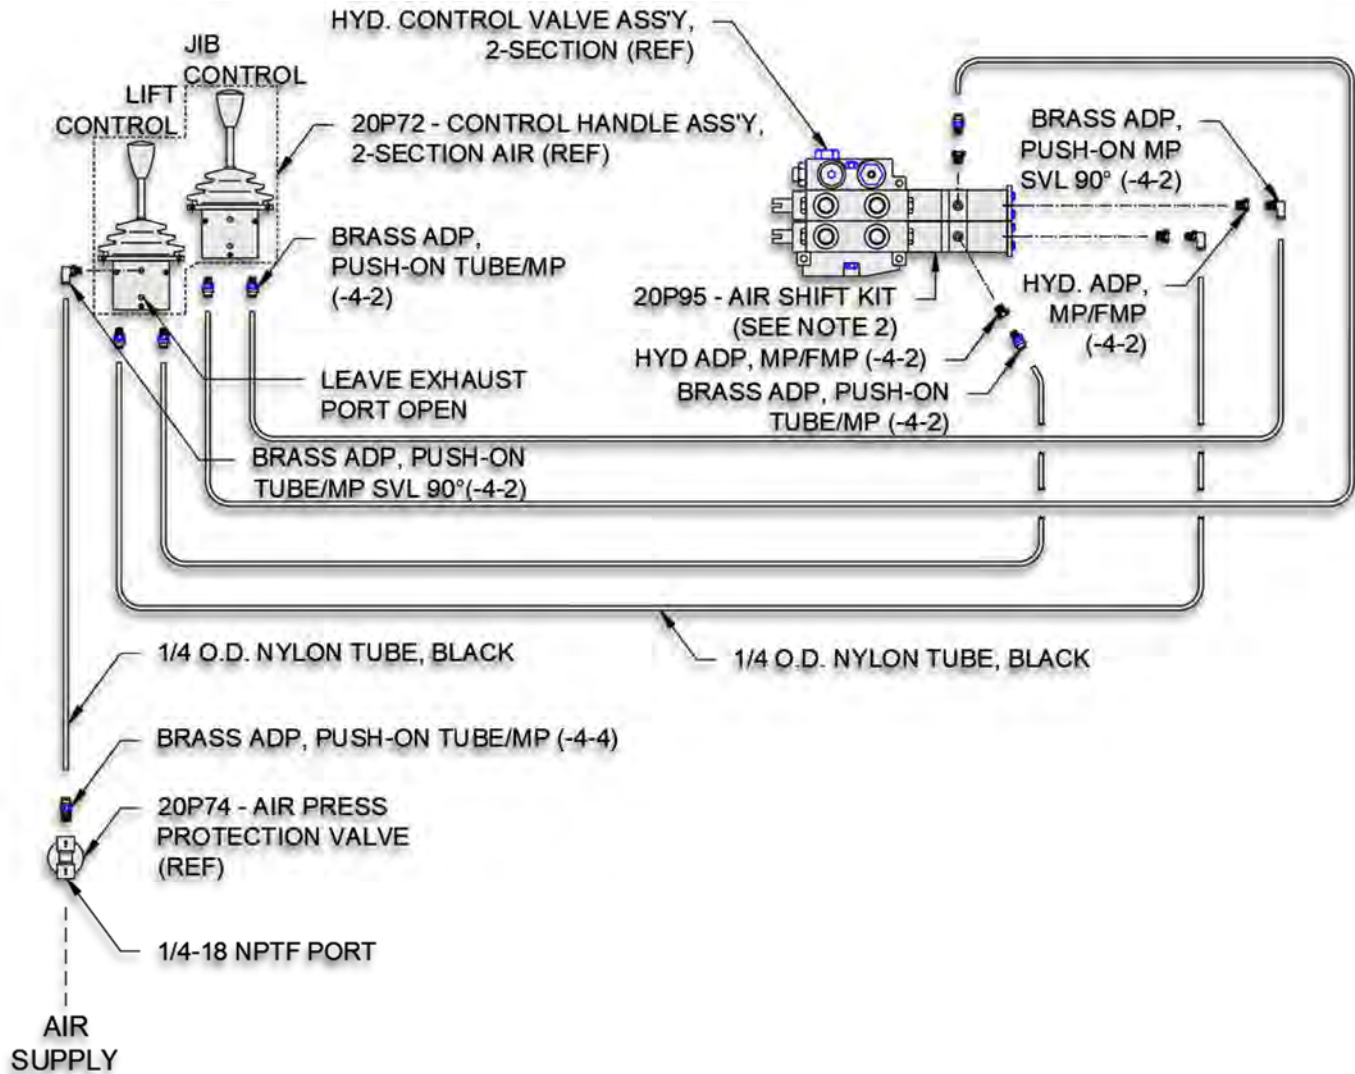 HYD. CONTROL VALVE ASS'Y,
2-SECTION (REF)
JIB
CONTROL
LIFT
CONTROL
20P72 - CONTROL HANDLE ASS'Y,
2-SECTION AIR (REF)
BRASS ADP,
PUSH-ON MP
SVL 90° (-4-2)
BRASS ADP,
PUSH-ON TUBE/MP
(-4-2)
20P95 - AIR SHIFT KIT
(SEE NOTE 2)
HYD. ADP,
MP/FMP
(-4-2)
HYD ADP, MP/FMP (-4-2)
BRASS ADP, PUSH-ON
TUBE/MP (-4-2)
LEAVE EXHAUST
PORT OPEN
BRASS ADP, PUSH-ON
TUBE/MP SVL 90°(-4-2)
1/4 O.D. NYLON TUBE, BLACK
1/4 O.D. NYLON TUBE, BLACK
BRASS ADP, PUSH-ON TUBE/MP (-4-4)
20P74 - AIR PRESS
PROTECTION VALVE
(REF)
1/4-18 NPTF PORT
AIR
SUPPLY